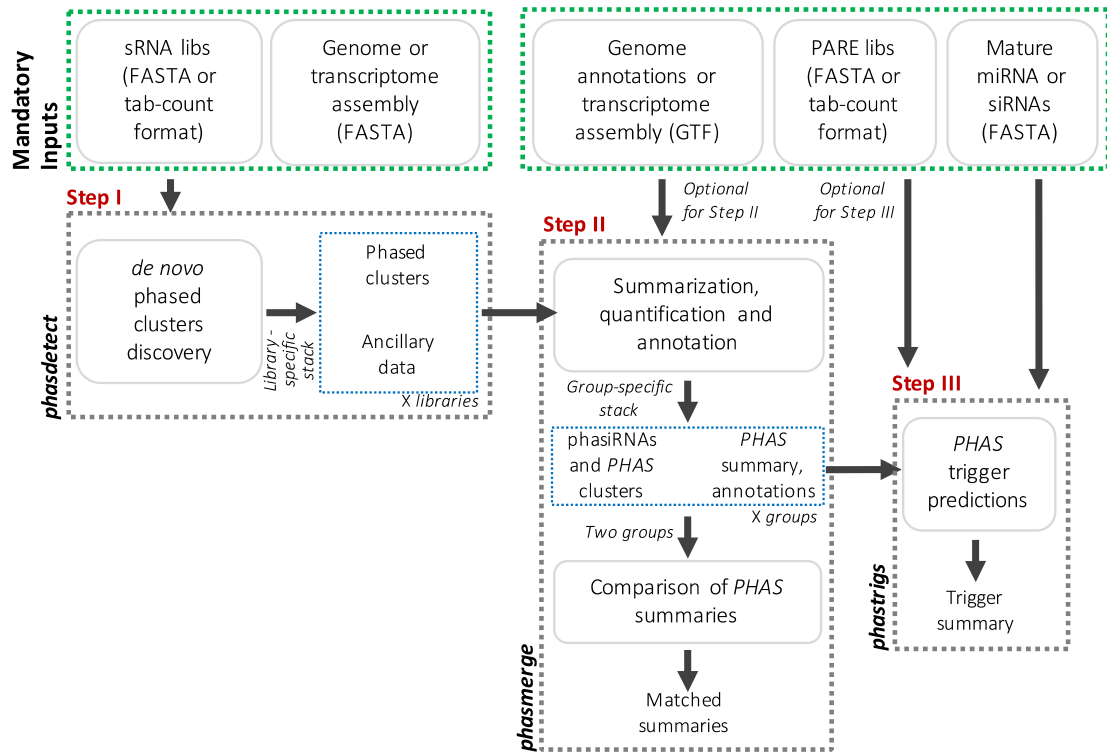 Mandatory
Inputs
sRNA libs
(FASTA or
tab-count
format)
Genome or
transcriptome
assembly
(FASTA)
Genome
annotations or
transcriptome
assembly (GTF)
PARE libs
(FASTA or
tab-count
format)
Mature
miRNA or
siRNAs
(FASTA)
Step I
phasdetect
de novo
phased
clusters
discovery
Library -
specific
stack
Phased
clusters
Ancillary
data
X libraries
Optional
for Step II
Step II
phasmerge
Summarization,
quantification and
annotation
Group-specific
stack
phasiRNAs
and PHAS
clusters
PHAS
summary,
annotations
X groups
Two groups
Comparison of PHAS
summaries
Matched
summaries
Optional
for Step III
Step III
phastrigs
PHAS
trigger
predictions
Trigger
summary